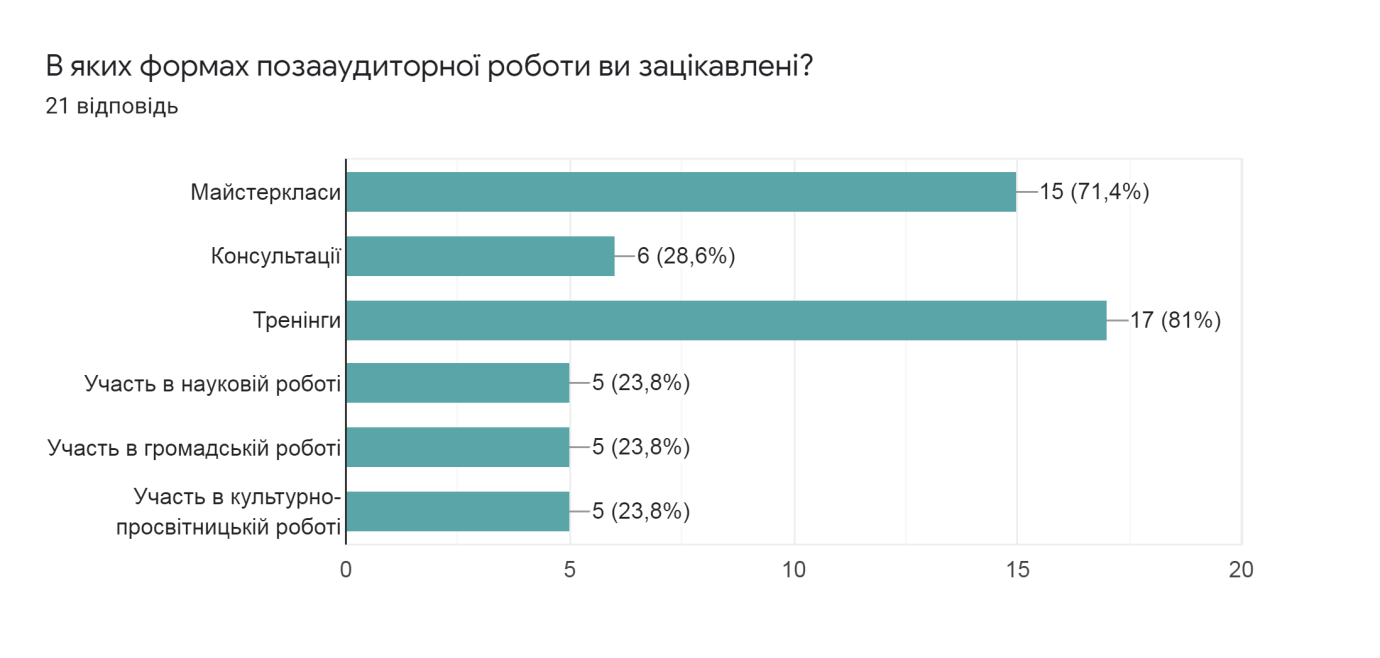 В яких формах позааудиторної роботи ви зацікавлені?
21 відповідь
Майстеркласи
15 (71,4%)
Консультації
6 (28,6%)
Тренінги
17 (81%)
Участь в науковій роботі
5 (23,8%)
Участь в громадській роботі
5 (23,8%)
Участь в культурно-
просвітницькій роботі
5 (23,8%)
0 5 10 15 20